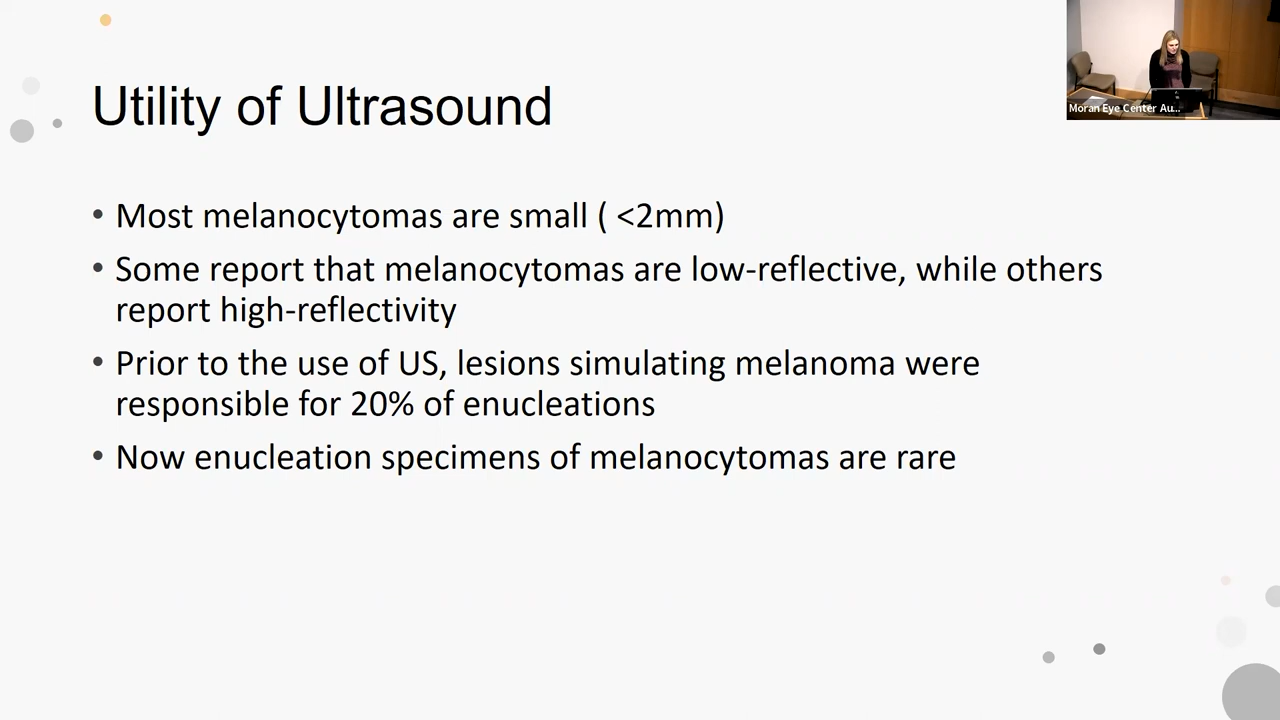 Utility of Ultrasound
Moran Eye Center Au...
• Most melanocytomas are small ( <2mm)
• Some report that melanocytomas are low-reflective, while others
report high-reflectivity
• Prior to the use of US, lesions simulating melanoma were
responsible for 20% of enucleations
• Now enucleation specimens of melanocytomas are rare